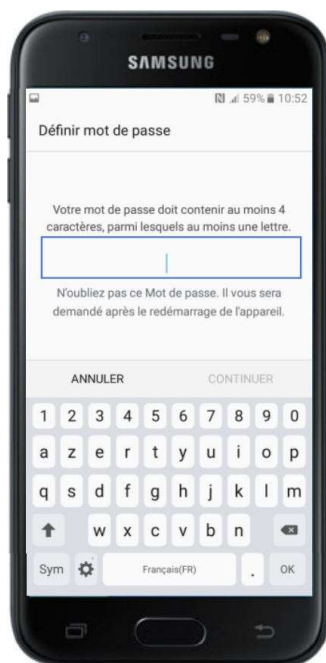 SAMSUNG
59% 10:52
Définir mot de passe
Votre mot de passe doit contenir au moins 4
caractères, parmi lesquels au moins une lettre.
N'oubliez pas ce Mot de passe. Il vous sera
demandé après le redémarrage de l'appareil.
ANNULER CONTINUER
1 2 3 4 5 6 7 8 9 0
a z e r t y u i o p
q s d f g h j k l m
w x c v b n
Sym Français(FR) . OK